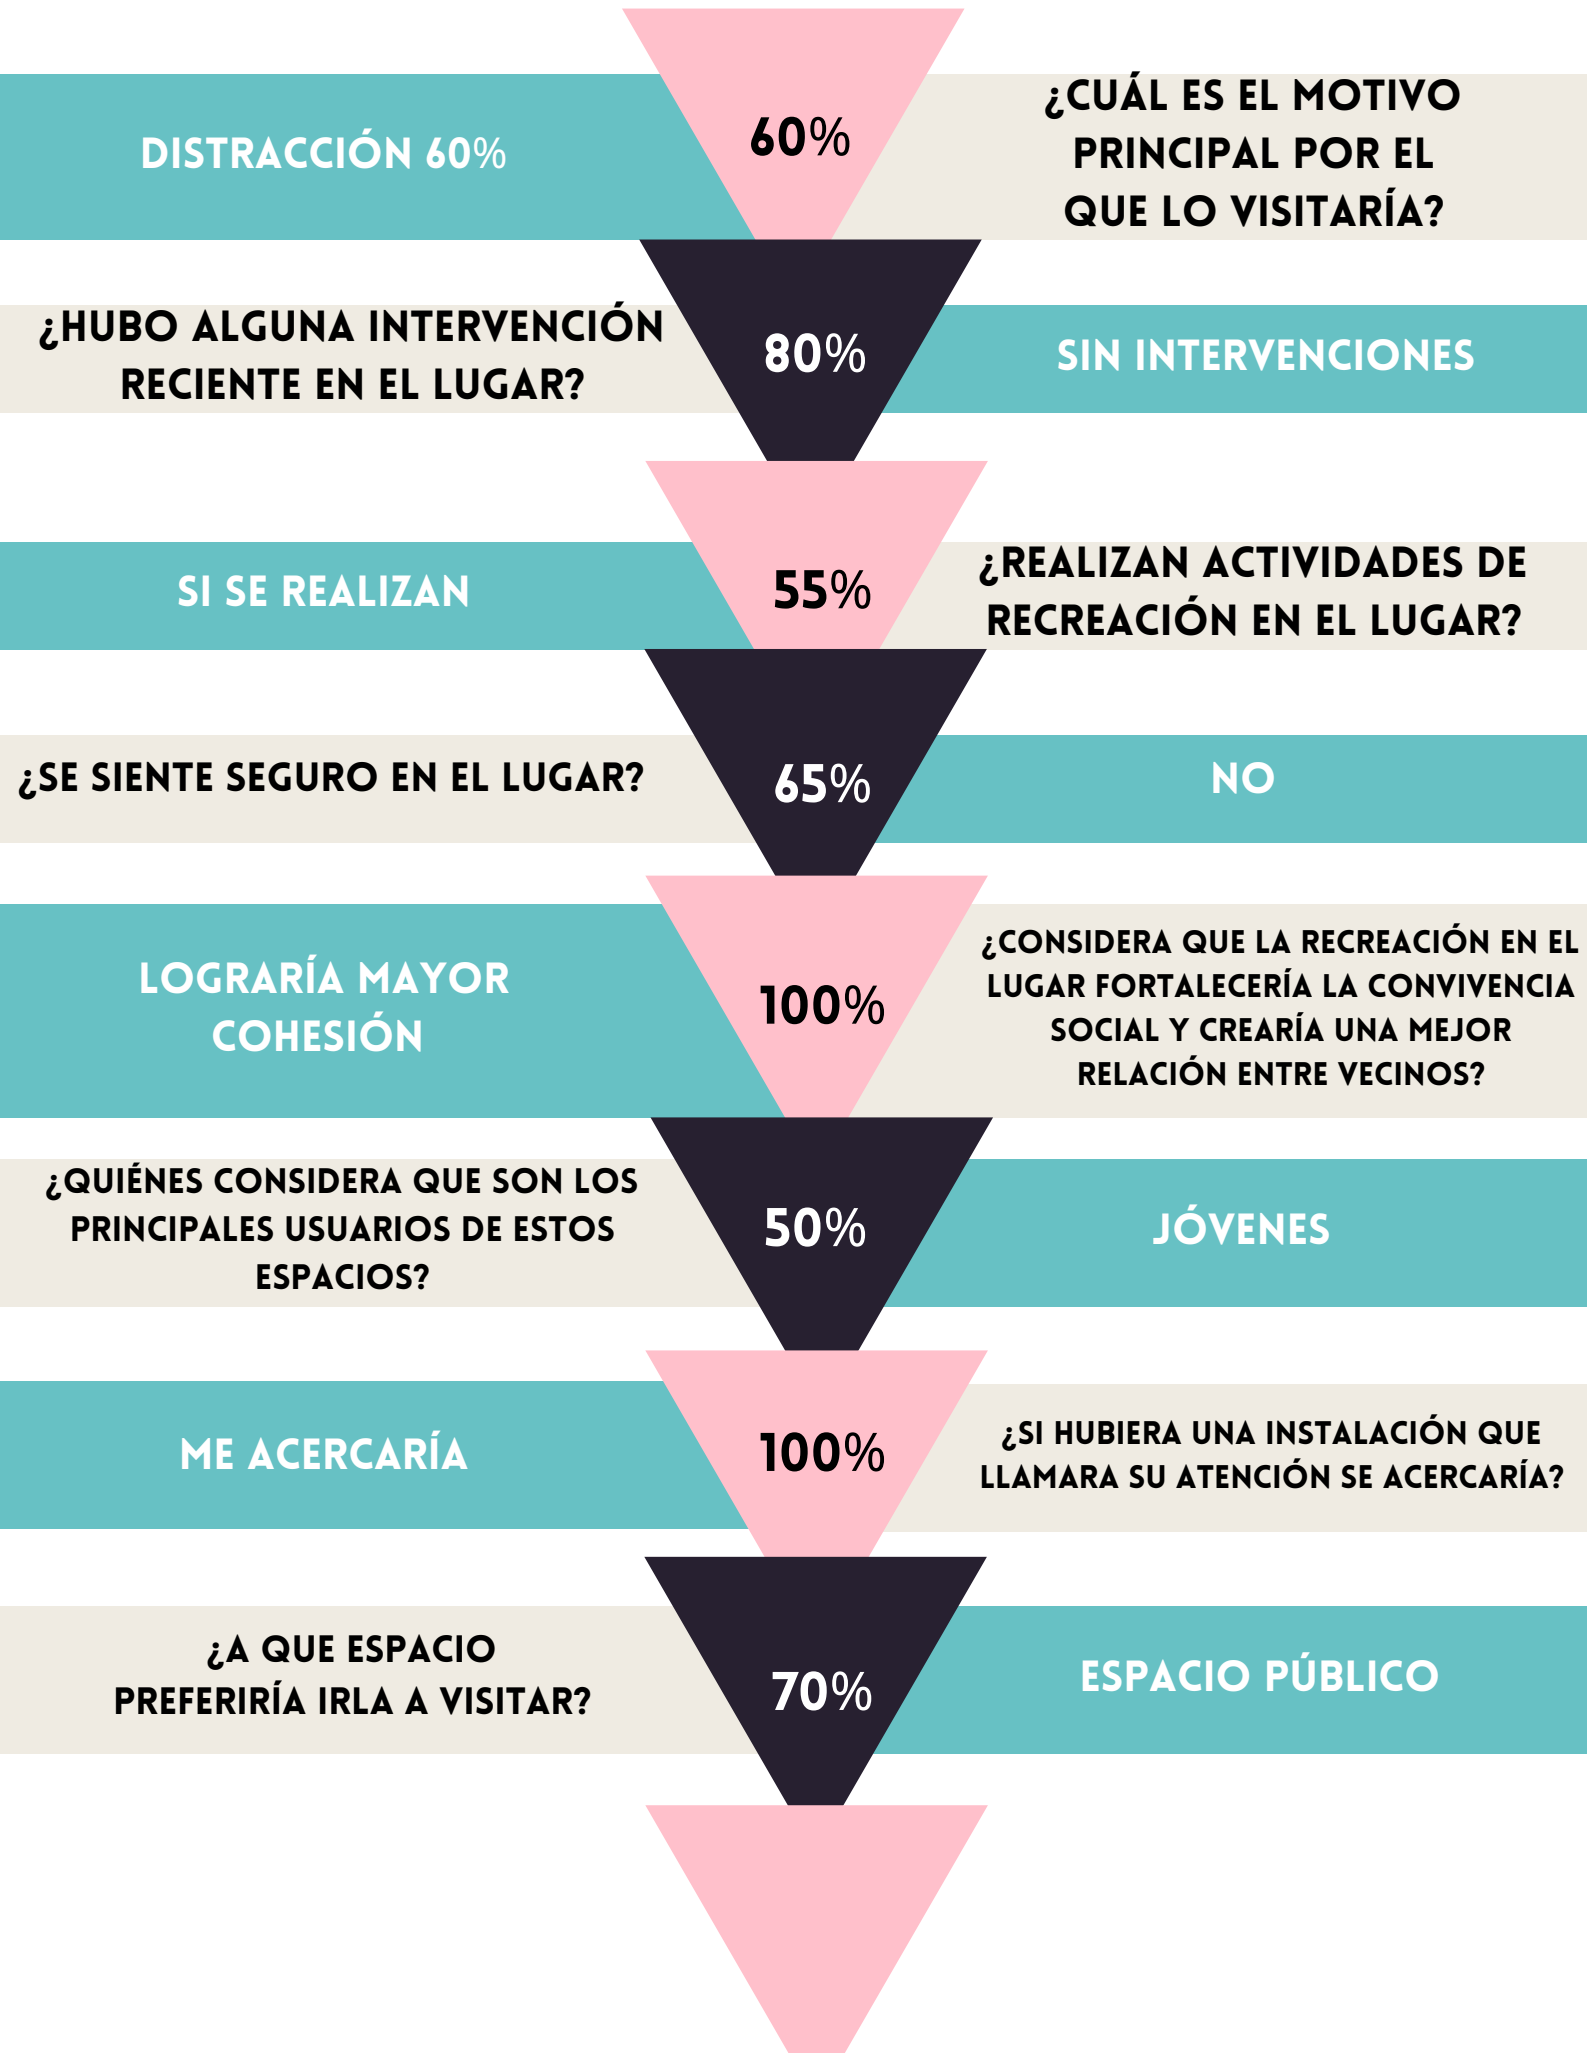 DISTRACCIÓN 60%
60%
¿CUÁL ES EL MOTIVO
PRINCIPAL POR EL
QUE LO VISITARÍA?
¿HUBO ALGUNA INTERVENCIÓN
RECIENTE EN EL LUGAR?
80%
SIN INTERVENCIONES
SI SE REALIZAN
55%
¿REALIZAN ACTIVIDADES DE
RECREACIÓN EN EL LUGAR?
¿SE SIENTE SEGURO EN EL LUGAR?
65%
NO
LOGRARÍA MAYOR
COHESIÓN
100%
¿CONSIDERA QUE LA RECREACIÓN EN EL
LUGAR FORTALECERÍA LA CONVIVENCIA
SOCIAL Y CREARÍA UNA MEJOR
RELACIÓN ENTRE VECINOS?
¿QUIÉNES CONSIDERA QUE SON LOS
PRINCIPALES USUARIOS DE ESTOS
ESPACIOS?
50%
JÓVENES
ME ACERCARÍA
100%
¿SI HUBIERA UNA INSTALACIÓN QUE
LLAMARA SU ATENCIÓN SE ACERCARÍA?
¿A QUE ESPACIO
PREFERIRÍA IRLA A VISITAR?
70%
ESPACIO PÚBLICO